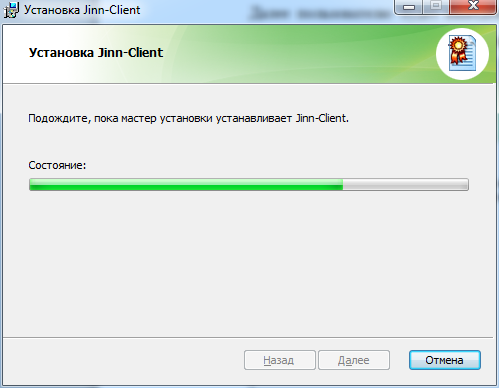 Установка Jinn-Client
Установка Jinn-Client
Подождите, пока мастер установки устанавливает Jinn-Client.
Состояние:
Назад
Далее
Отмена